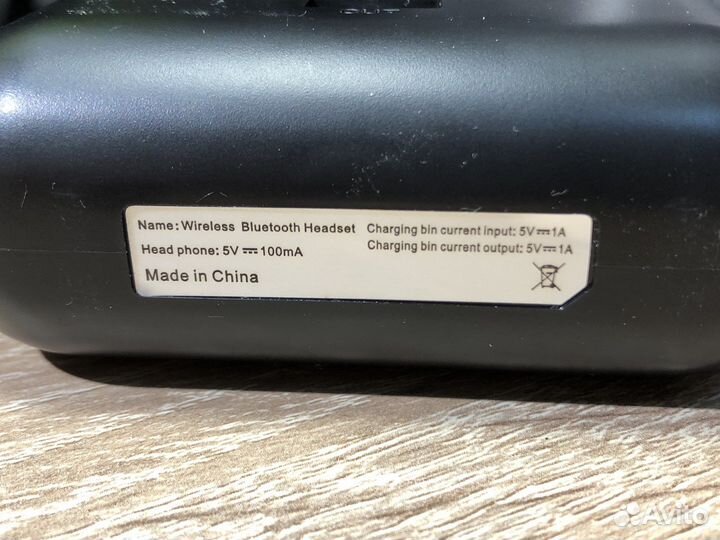 Name: Wireless Bluetooth Headset
Head phone: 5V⎓100mA
Made in China
Charging bin current input: 5V⎓1A
Charging bin current output: 5V⎓1A
Avito